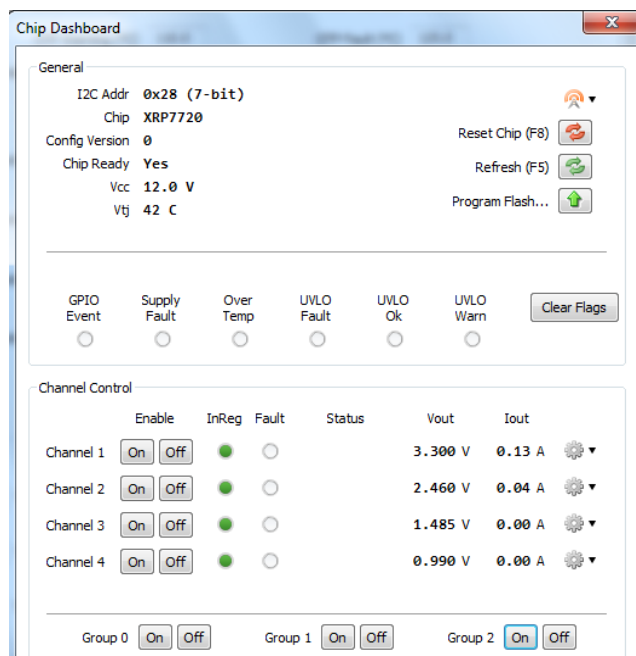 Chip Dashboard
General
I2C Addr 0x28 (7-bit)
Chip XRP7720
Config Version 0
Chip Ready Yes
Vcc 12.0 V
Vtj 42 C
Reset Chip (F8)
Refresh (F5)
Program Flash...
GPIO Event Supply Fault Over Temp UVLO Fault UVLO Ok UVLO Warn Clear Flags
Channel Control
Enable InReg Fault Status Vout Iout
Channel 1 On Off 3.300 V 0.13 A
Channel 2 On Off 2.460 V 0.04 A
Channel 3 On Off 1.485 V 0.00 A
Channel 4 On Off 0.990 V 0.00 A
Group 0 On Off Group 1 On Off Group 2 On Off